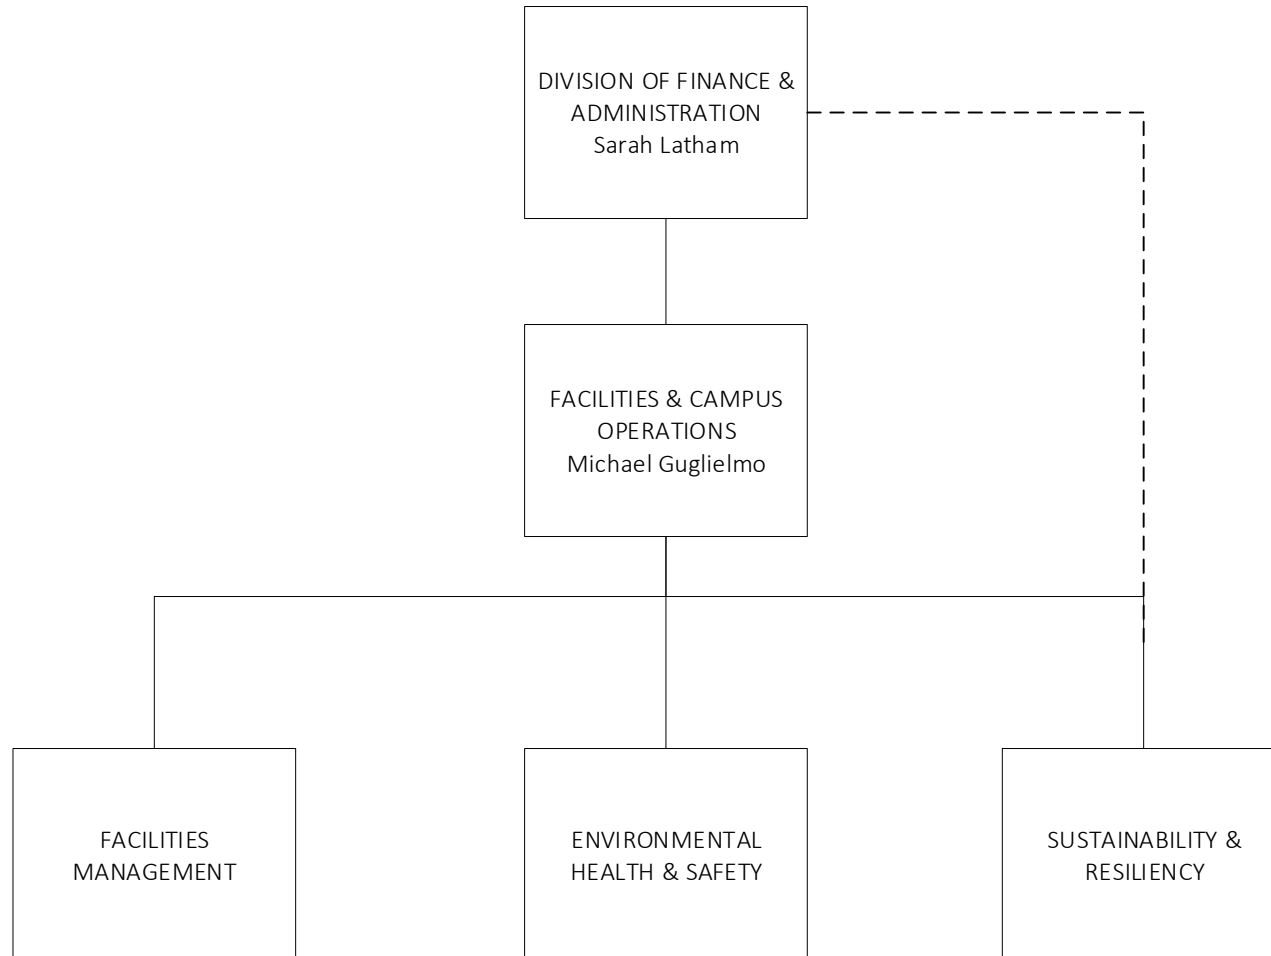 DIVISION OF FINANCE &
ADMINISTRATION
Sarah Latham
FACILITIES & CAMPUS
OPERATIONS
Michael Guglielmo
FACILITIES
MANAGEMENT
ENVIRONMENTAL
HEALTH & SAFETY
SUSTAINABILITY &
RESILIENCY